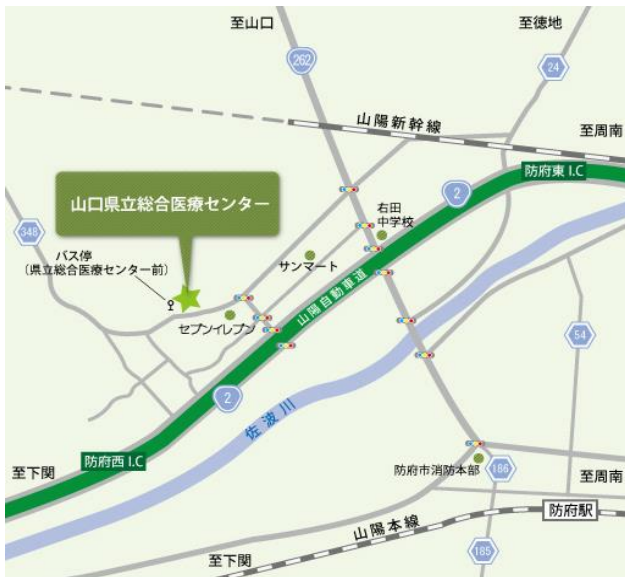 至山口
至徳地
262
24
山陽新幹線
至周南
防府東 I.C
2
山口県立総合医療センター
右田
中学校
348
バス停
（県立総合医療センター前）
サンマート
セブンイレブン
山陽自動車道
54
2
佐波川
防府西 I.C
至下関
防府市消防本部
186
至周南
防府駅
山陽本線
至下関
185